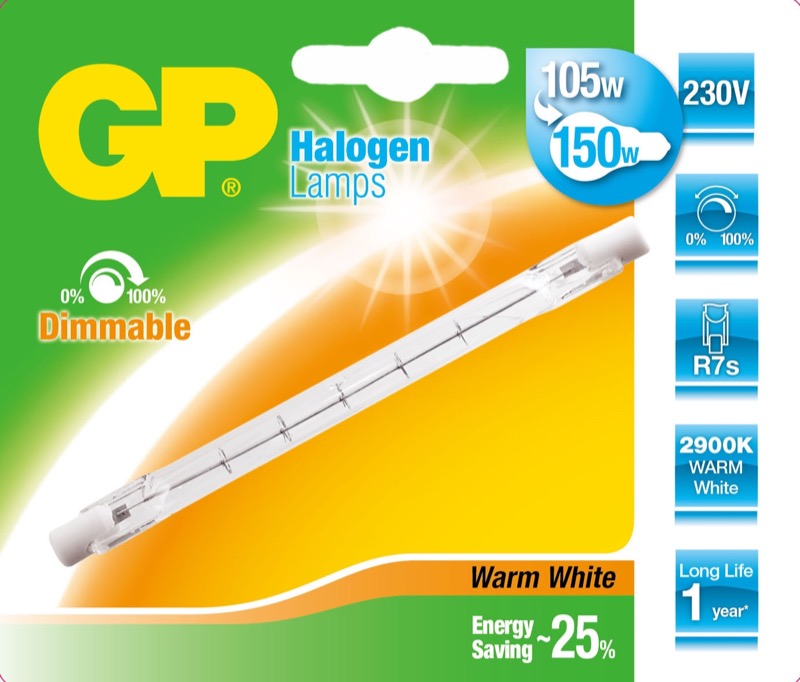 GP®
Halogen
Lamps
105w
150w
230V
0% 100%
Dimmable
0% 100%
R7s
2900K
WARM
White
Long Life
1 year*
Warm White
Energy
Saving ~25%